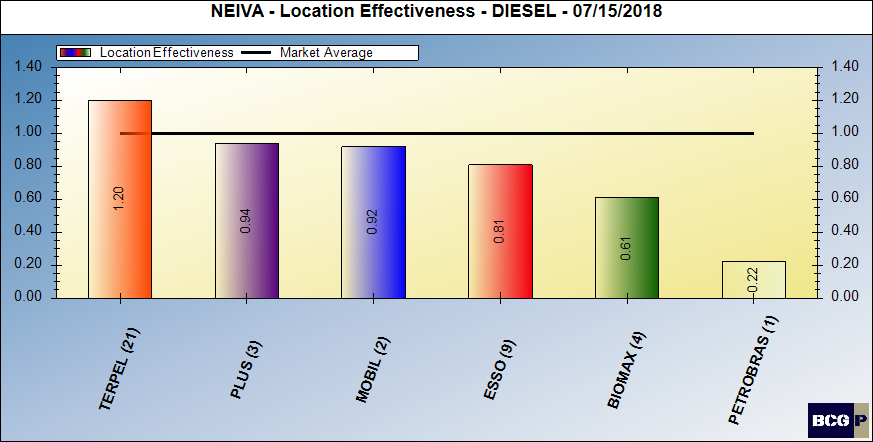 NEIVA - Location Effectiveness - DIESEL - 07/15/2018
Location Effectiveness Market Average
1.40 1.40
1.20 1.20
1.00 1.00
0.80 0.80
0.60 0.60
0.40 0.40
0.20 0.20
0.00 0.00
1.20
0.94
0.92
0.81
0.61
0.22
TERPEL (21)
PLUS (3)
MOBIL (2)
ESSO (9)
BIOMAX (4)
PETROBRAS (1)
BCG P